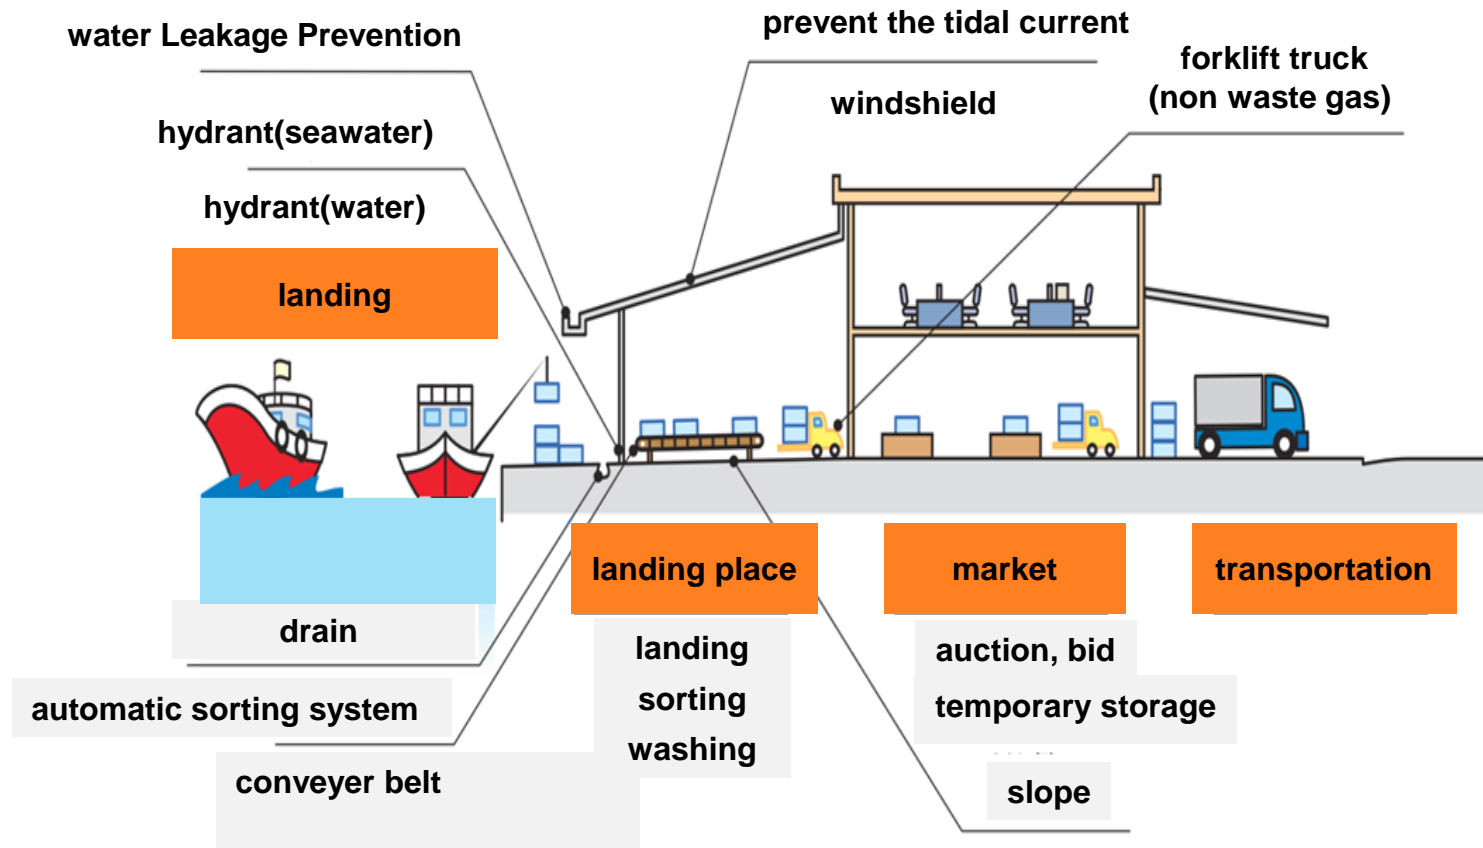 water Leakage Prevention
prevent the tidal current
forklift truck
(non waste gas)
windshield
hydrant(seawater)
hydrant(water)
landing
landing place
market
transportation
drain
landing
sorting
washing
auction, bid
temporary storage
automatic sorting system
conveyer belt
slope